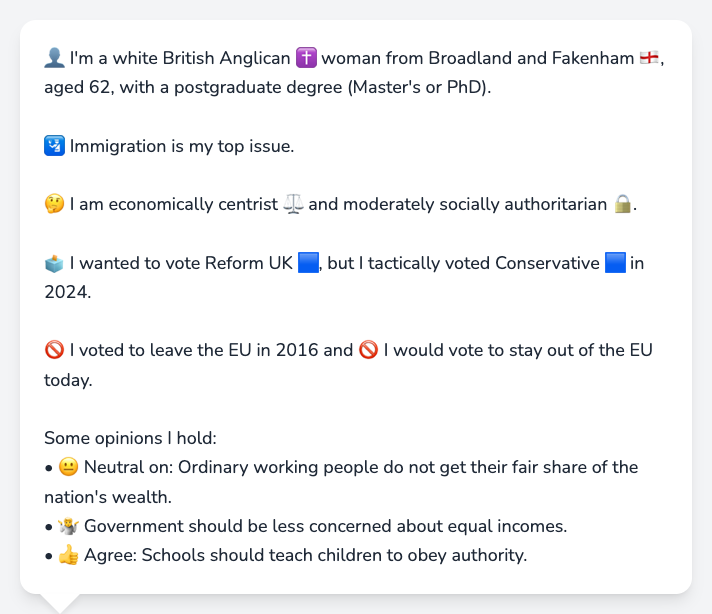 👤 I'm a white British Anglican ✝️ woman from Broadland and Fakenham 🏴󠁧󠁢󠁥󠁮󠁧󠁿,
aged 62, with a postgraduate degree (Master's or PhD).
🛂 Immigration is my top issue.
🤔 I am economically centrist ⚖️ and moderately socially authoritarian 🔒.
🗳️ I wanted to vote Reform UK 🟦, but I tactically voted Conservative 🟦 in
2024.
🚫 I voted to leave the EU in 2016 and 🚫 I would vote to stay out of the EU
today.
Some opinions I hold:
• 😐 Neutral on: Ordinary working people do not get their fair share of the
nation's wealth.
• 🤷 Government should be less concerned about equal incomes.
• 👍 Agree: Schools should teach children to obey authority.